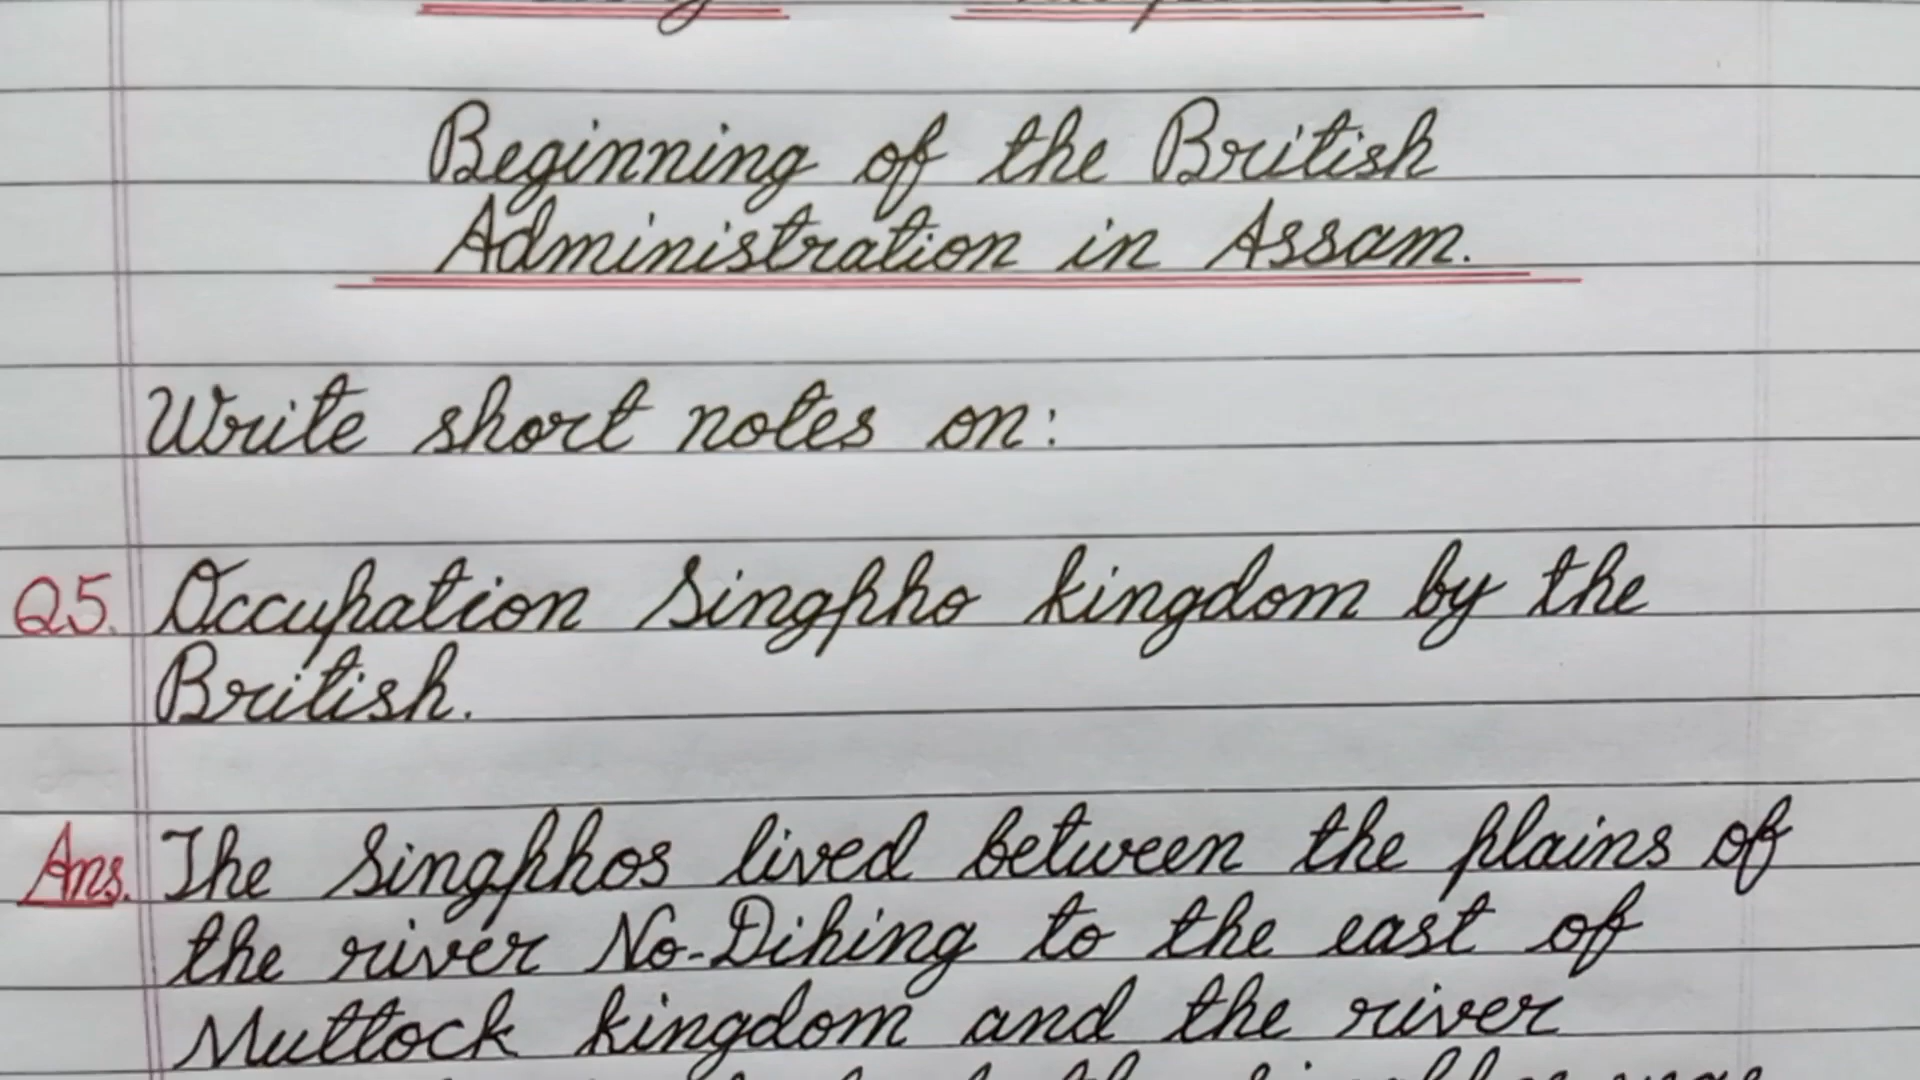 Beginning of the British
Administration in Assam.
Write short notes on:
Q5. Occupation Singpho kingdom by the
British.
Ans. The Singphos lived between the plains of
the river No-Dihing to the east of
Muttock kingdom and the river